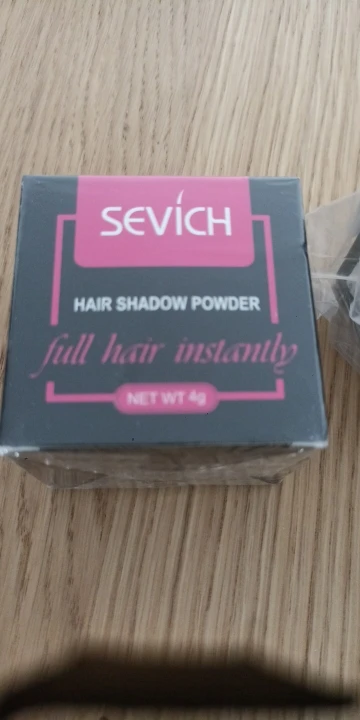 SEVICH
HAIR SHADOW POWDER
full hair instantly
NET WT 4g